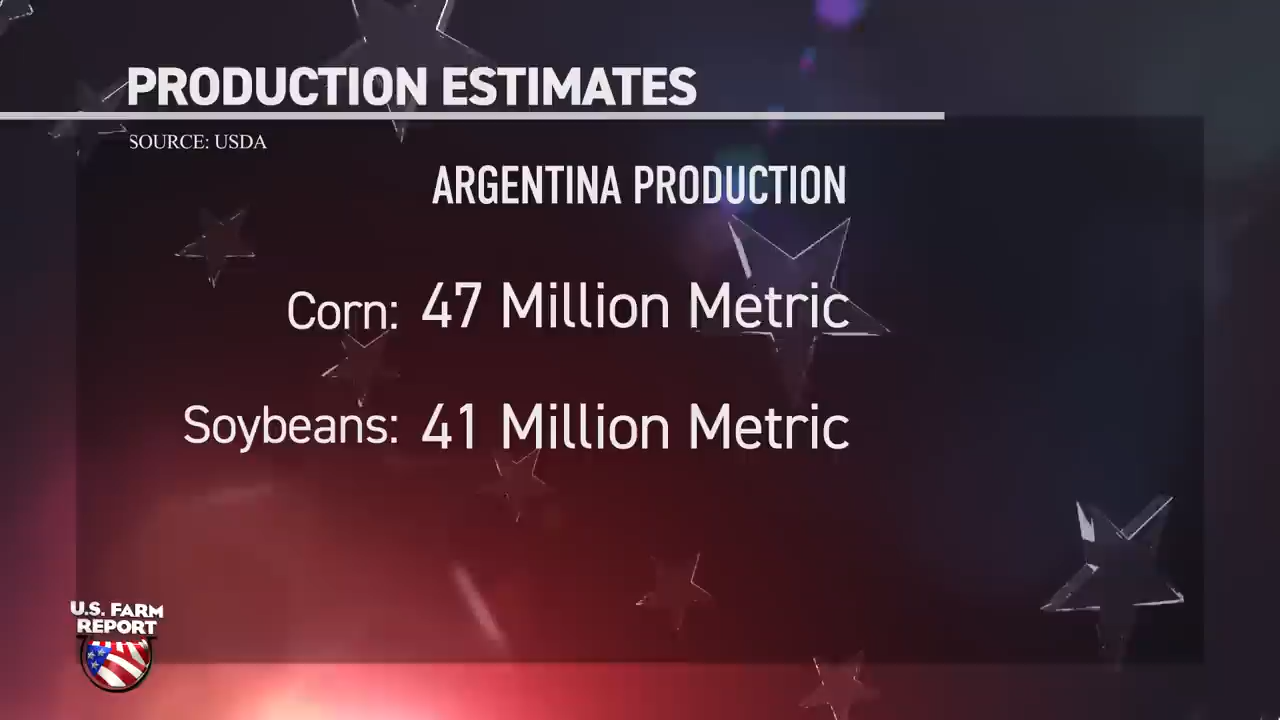 PRODUCTION ESTIMATES
SOURCE: USDA
ARGENTINA PRODUCTION
Corn: 47 Million Metric
Soybeans: 41 Million Metric
U.S. FARM
REPORT